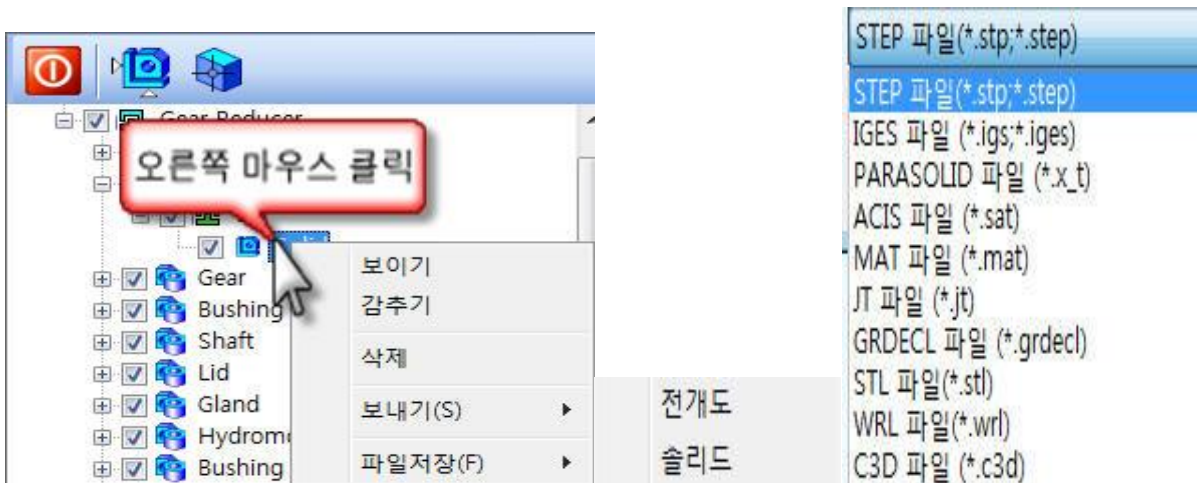 Gear Reducer
오른쪽 마우스 클릭
Gear
Bushing
Shaft
Lid
Gland
Hydromo
Bushing
보이기
감추기
삭제
보내기(S)
파일저장(F)
전개도
솔리드
STEP 파일(*.stp;*.step)
STEP 파일(*.stp;*.step)
IGES 파일 (*.igs;*.iges)
PARASOLID 파일 (*.x_t)
ACIS 파일 (*.sat)
MAT 파일 (*.mat)
JT 파일 (*.jt)
GRDECL 파일 (*.grdecl)
STL 파일(*.stl)
WRL 파일(*.wrl)
C3D 파일 (*.c3d)